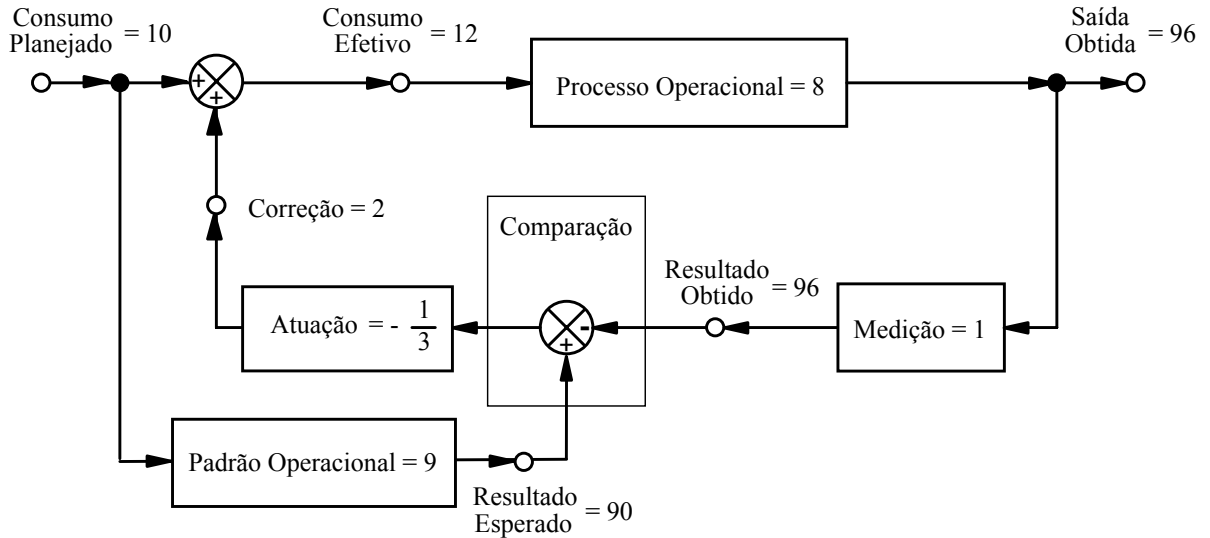 Consumo
Planejado = 10
Consumo
Efetivo = 12
Saída
Obtida = 96
+
+
Processo Operacional = 8
Correção = 2
Comparação
Resultado
Obtido = 96
Atuação = - 1/3
-
+
Medição = 1
Padrão Operacional = 9
Resultado
Esperado = 90